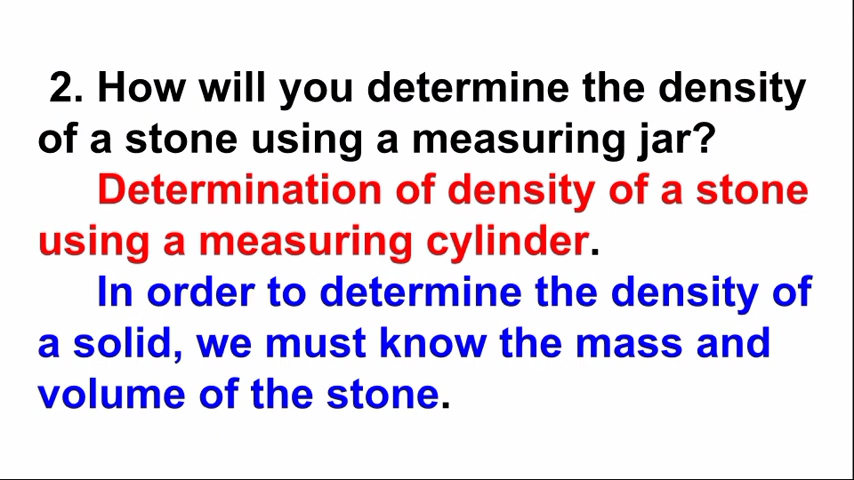 2. How will you determine the density
of a stone using a measuring jar?
Determination of density of a stone
using a measuring cylinder.
In order to determine the density of
a solid, we must know the mass and
volume of the stone.